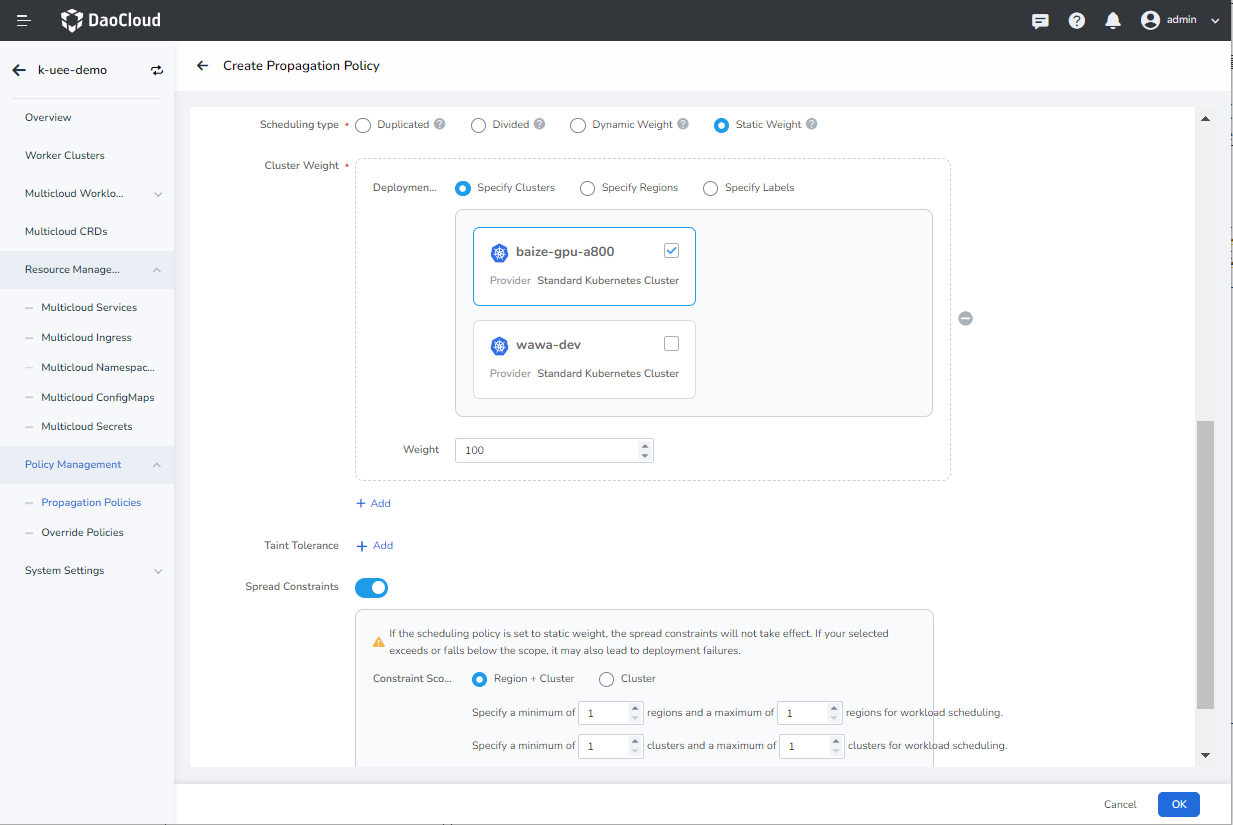 DaoCloud
admin
k-uee-demo
Overview
Worker Clusters
Multicloud Worklo...
Multicloud CRDs
Resource Manage...
Multicloud Services
Multicloud Ingress
Multicloud Namespac...
Multicloud ConfigMaps
Multicloud Secrets
Policy Management
Propagation Policies
Override Policies
System Settings
Create Propagation Policy
Scheduling type * Duplicated ? Divided ? Dynamic Weight ? Static Weight ?
Cluster Weight *
Deploymen... Specify Clusters Specify Regions Specify Labels
baize-gpu-a800
Provider Standard Kubernetes Cluster
wawa-dev
Provider Standard Kubernetes Cluster
Weight 100
+ Add
Taint Tolerance + Add
Spread Constraints
If the scheduling policy is set to static weight, the spread constraints will not take effect. If your selected
exceeds or falls below the scope, it may also lead to deployment failures.
Constraint Sco... Region + Cluster Cluster
Specify a minimum of 1 regions and a maximum of 1 regions for workload scheduling.
Specify a minimum of 1 clusters and a maximum of 1 clusters for workload scheduling.
Cancel OK